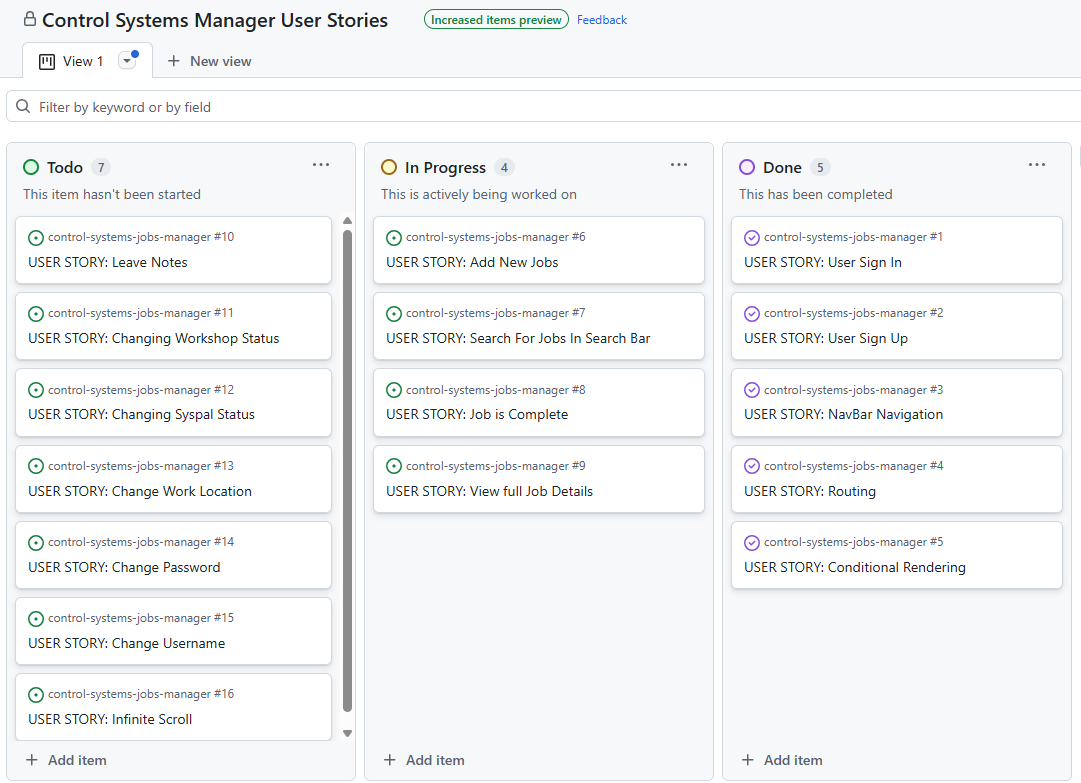 Control Systems Manager User Stories
Increased items preview
Feedback
View 1
New view
Filter by keyword or by field
Todo 7
This item hasn't been started
control-systems-jobs-manager #10
USER STORY: Leave Notes
control-systems-jobs-manager #11
USER STORY: Changing Workshop Status
control-systems-jobs-manager #12
USER STORY: Changing Syspal Status
control-systems-jobs-manager #13
USER STORY: Change Work Location
control-systems-jobs-manager #14
USER STORY: Change Password
control-systems-jobs-manager #15
USER STORY: Change Username
control-systems-jobs-manager #16
USER STORY: Infinite Scroll
Add item
In Progress 4
This is actively being worked on
control-systems-jobs-manager #6
USER STORY: Add New Jobs
control-systems-jobs-manager #7
USER STORY: Search For Jobs In Search Bar
control-systems-jobs-manager #8
USER STORY: Job is Complete
control-systems-jobs-manager #9
USER STORY: View full Job Details
Add item
Done 5
This has been completed
control-systems-jobs-manager #1
USER STORY: User Sign In
control-systems-jobs-manager #2
USER STORY: User Sign Up
control-systems-jobs-manager #3
USER STORY: NavBar Navigation
control-systems-jobs-manager #4
USER STORY: Routing
control-systems-jobs-manager #5
USER STORY: Conditional Rendering
Add item